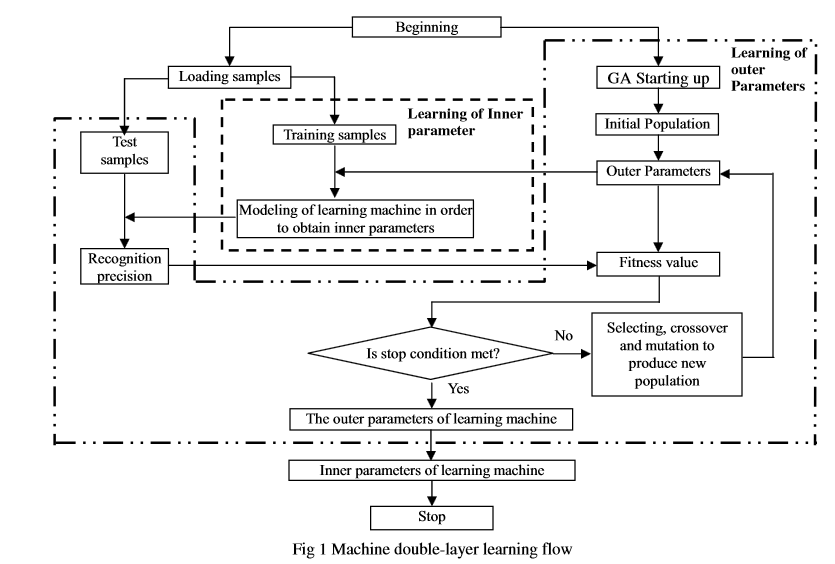 Beginning
Learning of
outer
Parameters
Loading samples
GA Starting up
Learning of Inner
parameter
Training samples
Initial Population
Test
samples
Outer Parameters
Modeling of learning machine in order
to obtain inner parameters
Recognition
precision
Fitness value
Is stop condition met?
No
Selecting, crossover
and mutation to
produce new
population
Yes
The outer parameters of learning machine
Inner parameters of learning machine
Stop
Fig 1 Machine double-layer learning flow